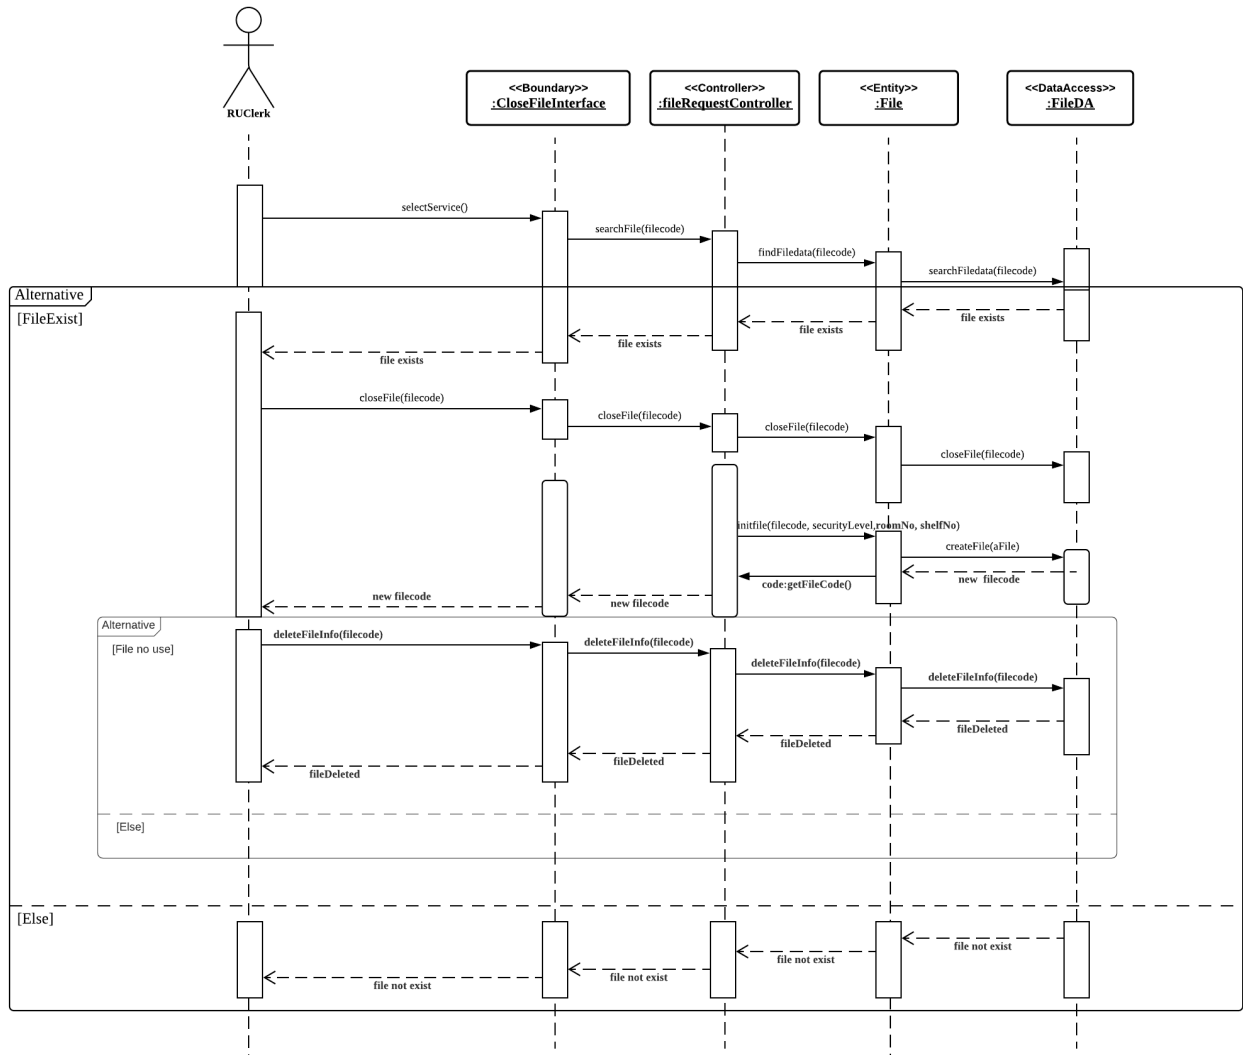 RUClerk
<<Boundary>>
:CloseFileInterface
<<Controller>>
:fileRequestController
<<Entity>>
:File
<<DataAccess>>
:FileDA
selectService()
searchFile(filecode)
findFiledata(filecode)
searchFiledata(filecode)
Alternative
[FileExist]
file exists
file exists
file exists
file exists
closeFile(filecode)
closeFile(filecode)
closeFile(filecode)
closeFile(filecode)
initfile(filecode, securityLevel,roomNo, shelfNo)
createFile(aFile)
new filecode
code:getFileCode()
new filecode
new filecode
Alternative
[File no use]
deleteFileInfo(filecode)
deleteFileInfo(filecode)
deleteFileInfo(filecode)
deleteFileInfo(filecode)
fileDeleted
fileDeleted
fileDeleted
fileDeleted
[Else]
[Else]
file not exist
file not exist
file not exist
file not exist